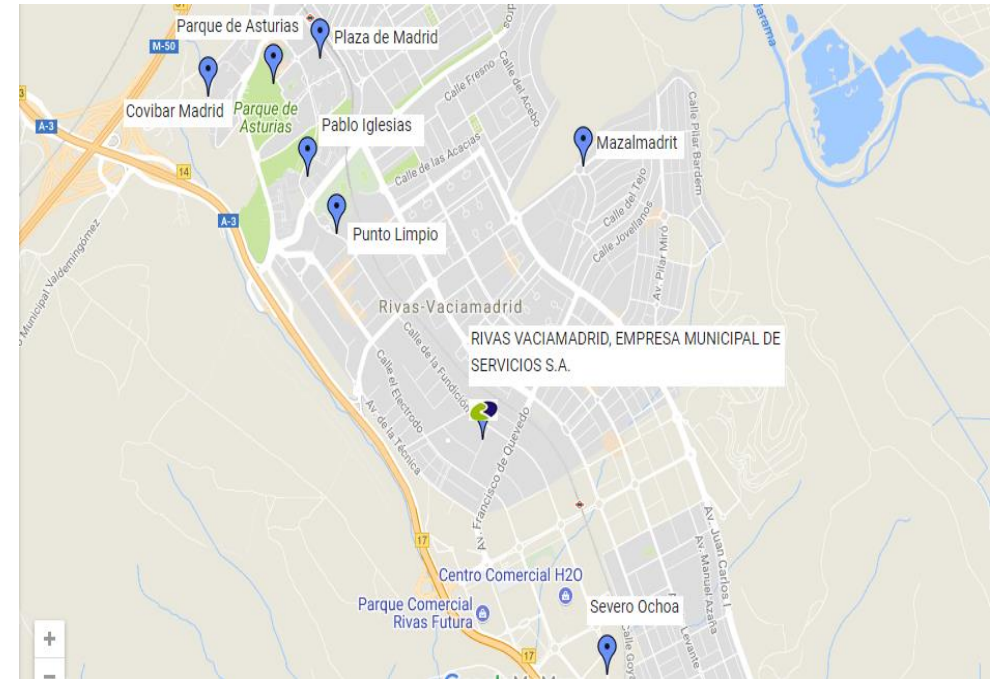 Parque de Asturias
Plaza de Madrid
M-50
Covibar Madrid
Parque de
Asturias
Calle Fresno
Calle del Acebo
A-3
Pablo Iglesias
Calle de las Acacias
Mazalmadrit
Calle Pilar Bardem
14
A-3
Punto Limpio
Calle del Tejo
Calle Jovellanos
Av. Pilar Miró
Municipal Valdemingómez
Rivas-Vaciamadrid
RIVAS VACIAMADRID, EMPRESA MUNICIPAL DE
SERVICIOS S.A.
Calle de la Fundición
Calle el Electrodo
Av. de la Técnica
Av. Francisco de Quevedo
17
Av. Juan Carlos I
Av. Manuel Azaña
Centro Comercial H2O
Parque Comercial
Rivas Futura
Severo Ochoa
Calle Goya
Levante
17
+